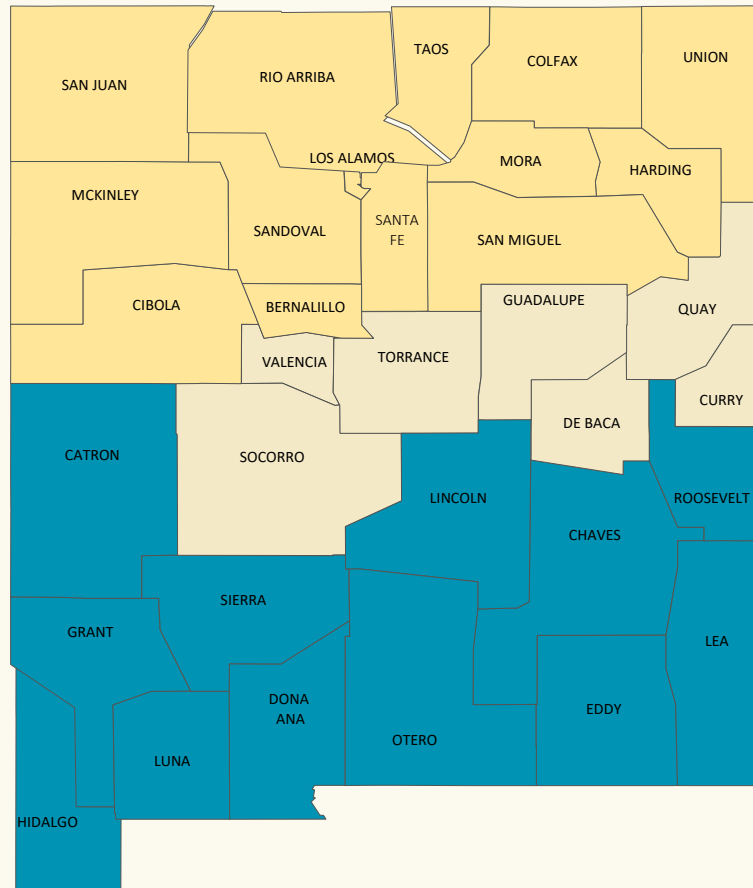 TAOS
COLFAX
UNION
RIO ARRIBA
SAN JUAN
LOS ALAMOS
MORA
HARDING
MCKINLEY
SANTA
FE
SANDOVAL
SAN MIGUEL
CIBOLA
BERNALILLO
GUADALUPE
QUAY
VALENCIA
TORRANCE
CURRY
DE BACA
CATRON
SOCORRO
LINCOLN
ROOSEVELT
CHAVES
SIERRA
GRANT
LEA
DONA
ANA
EDDY
OTERO
LUNA
HIDALGO